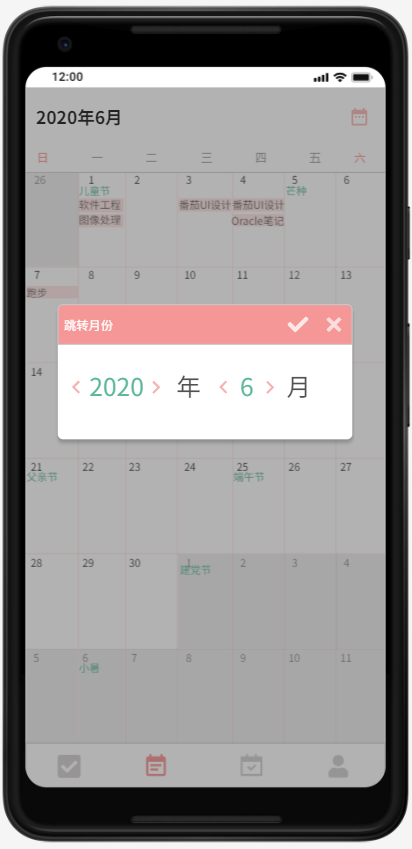 12:00
2020年6月
日 一 二 三 四 五 六
26 1 2 3 4 5 6
儿童节 芒种
软件工程 番茄UI设计 番茄UI设计
图像处理 Oracle笔记
7 8 9 10 11 12 13
跑步
跳转月份
14
2020 年 6 月
21 22 23 24 25 26 27
父亲节 端午节
28 29 30 1 2 3 4
建党节
5 6 7 8 9 10 11
小暑